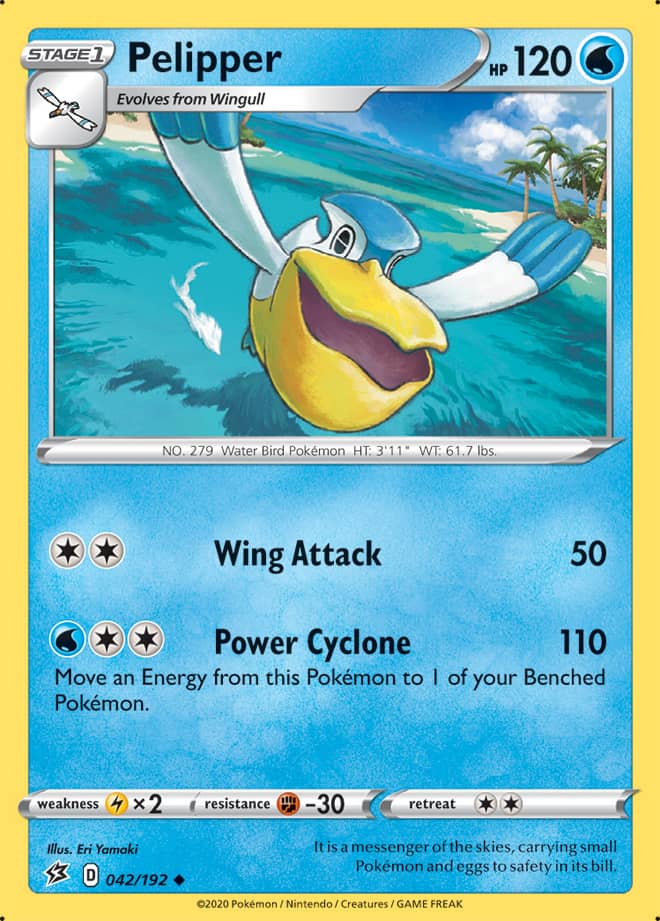 STAGE 1
Pelipper
HP 120
Evolves from Wingull
NO. 279 Water Bird Pokémon HT: 3'11" WT: 61.7 lbs.
Wing Attack 50
Power Cyclone 110
Move an Energy from this Pokémon to 1 of your Benched
Pokémon.
weakness ×2 resistance -30 retreat
Illus. Eri Yamaki
It is a messenger of the skies, carrying small
Pokémon and eggs to safety in its bill.
D 042/192
©2020 Pokémon / Nintendo / Creatures / GAME FREAK